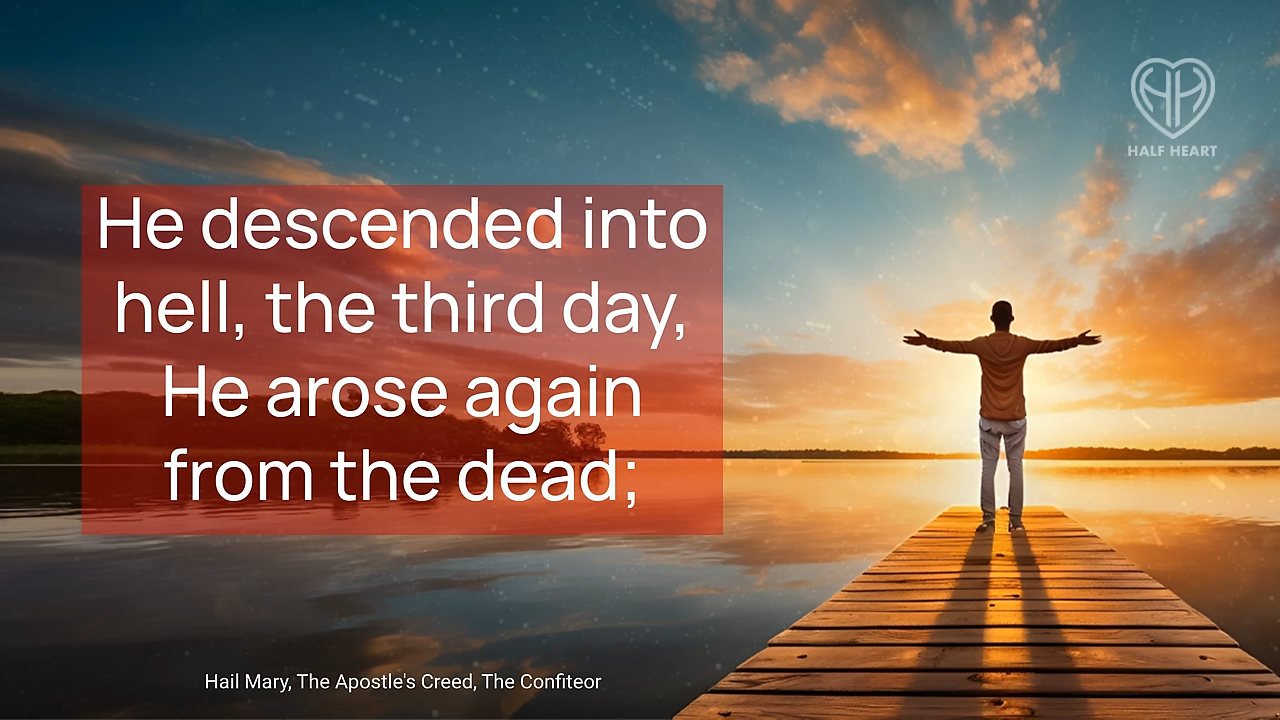 HALF HEART
He descended into
hell, the third day,
He arose again
from the dead;
Hail Mary, The Apostle's Creed, The Confiteor